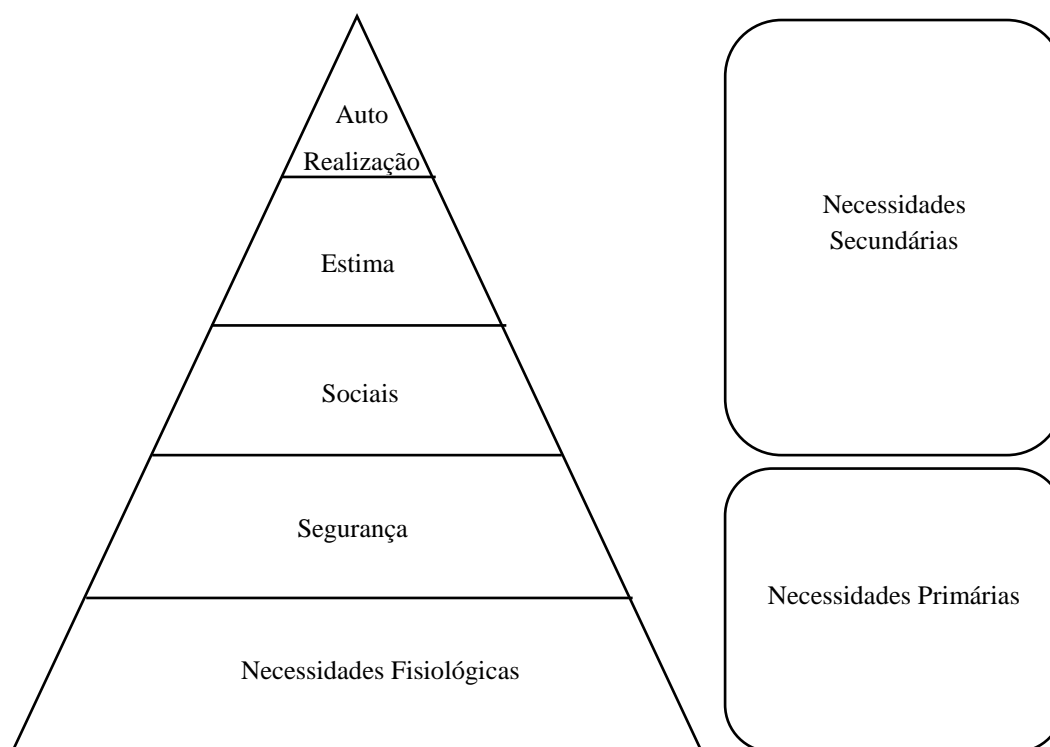 Auto
Realização
Estima
Sociais
Segurança
Necessidades Fisiológicas
Necessidades
Secundárias
Necessidades Primárias